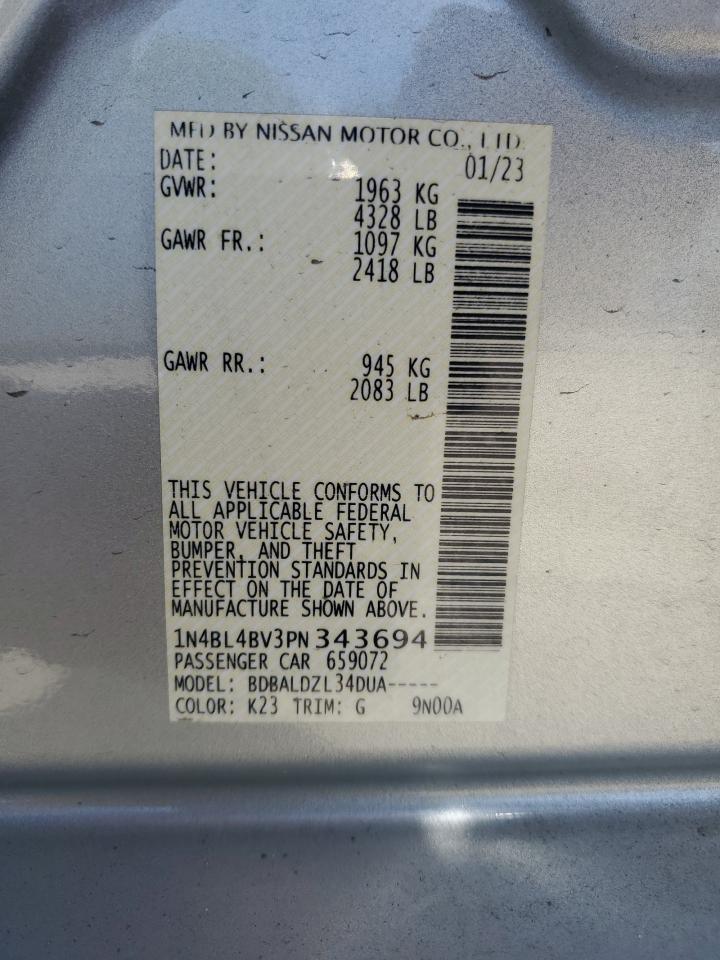 MFD BY NISSAN MOTOR CO., LTD.
DATE: 01/23
GVWR: 1963 KG
4328 LB
GAWR FR.: 1097 KG
2418 LB
GAWR RR.: 945 KG
2083 LB
THIS VEHICLE CONFORMS TO
ALL APPLICABLE FEDERAL
MOTOR VEHICLE SAFETY,
BUMPER, AND THEFT
PREVENTION STANDARDS IN
EFFECT ON THE DATE OF
MANUFACTURE SHOWN ABOVE.
1N4BL4BV3PN343694
PASSENGER CAR 659072
MODEL: BDBALDZL34DUA-----
COLOR: K23 TRIM: G 9N00A